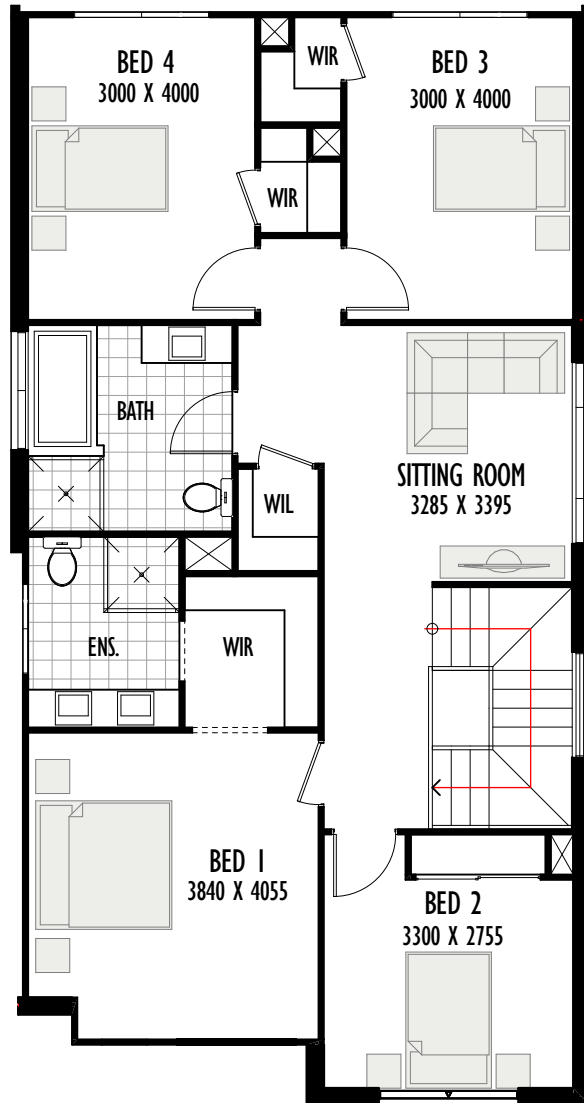 BED 4
3000 X 4000
WIR
BED 3
3000 X 4000
WIR
BATH
SITTING ROOM
3285 X 3395
WIL
ENS.
WIR
BED 1
3840 X 4055
BED 2
3300 X 2755